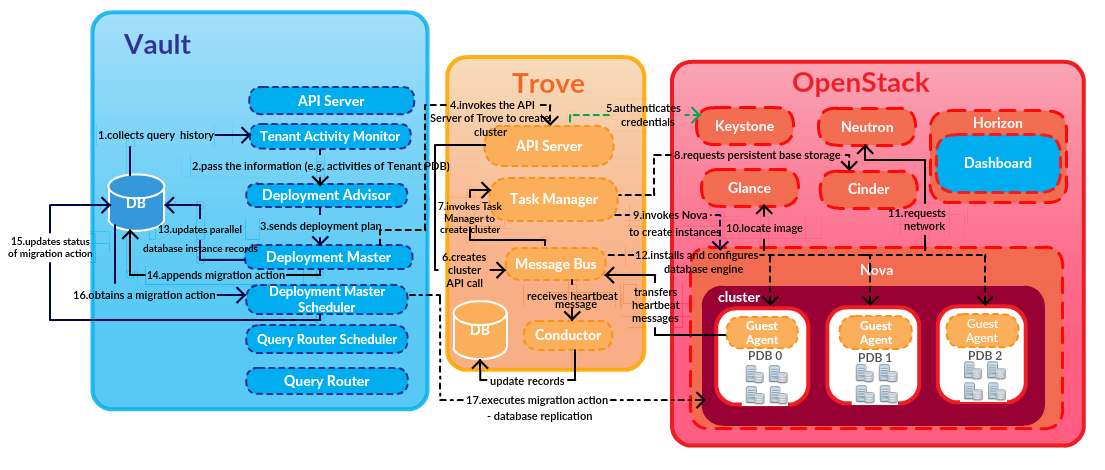 Vault
API Server
1.collects query history
Tenant Activity Monitor
2.pass the information (e.g. activities of Tenant PDB)
DB
Deployment Advisor
13.updates parallel
database instance records
3.sends deployment plan
15.updates status
of migration action
Deployment Master
14.appends migration action
16.obtains a migration action
Deployment Master
Scheduler
Query Router Scheduler
Query Router
Trove
4.invokes the API
Server of Trove to create
cluster
API Server
Task Manager
7.invokes Task
Manager to
create cluster
6.creates
cluster
API call
Message Bus
receives heartbeat
message
DB
Conductor
update records
17.executes migration action
- database replication
5.authenticates
credentials
8.requests persistent base storage
9.invokes Nova
to create instances
10.locate image
11.requests
network
12.installs and configures
database engine
transfers
heartbeat
messages
OpenStack
Keystone
Neutron
Horizon
Dashboard
Glance
Cinder
Nova
cluster
Guest
Agent
PDB 0
Guest
Agent
PDB 1
Guest
Agent
PDB 2